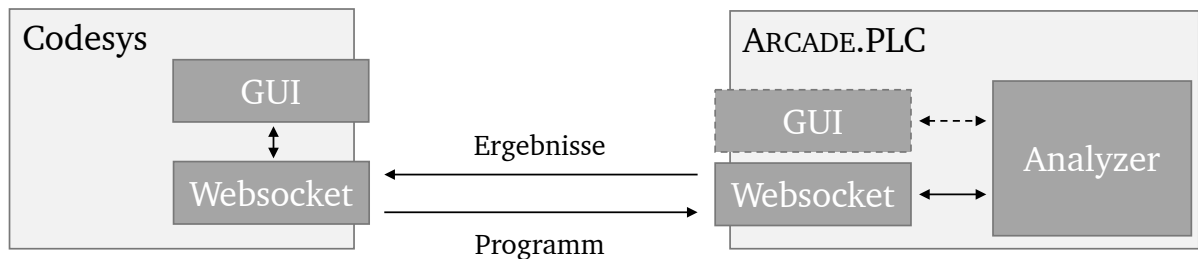 Codesys
GUI
Websocket
Ergebnisse
Programm
ARCADE.PLC
GUI
Websocket
Analyzer